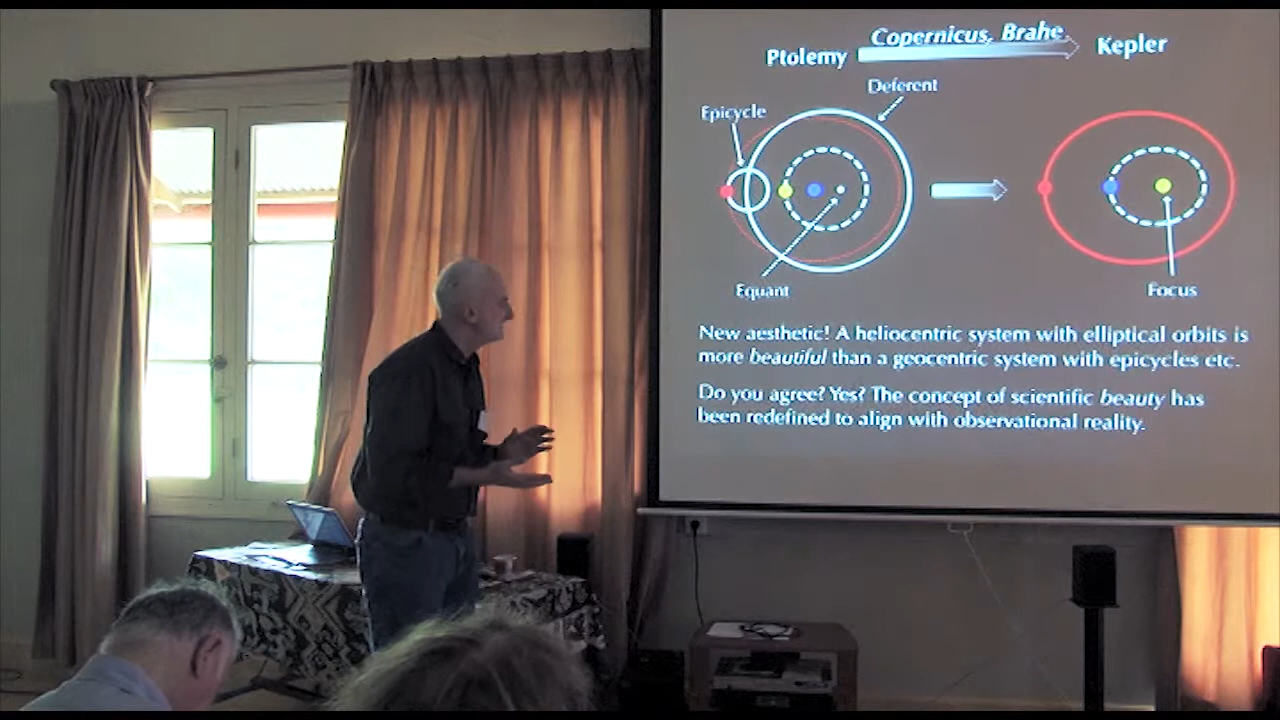 Copernicus, Brahe
Ptolemy
Kepler
Deferent
Epicycle
Equant
Focus
New aesthetic! A heliocentric system with elliptical orbits is
more beautiful than a geocentric system with epicycles etc.
Do you agree? Yes? The concept of scientific beauty has
been redefined to align with observational reality.